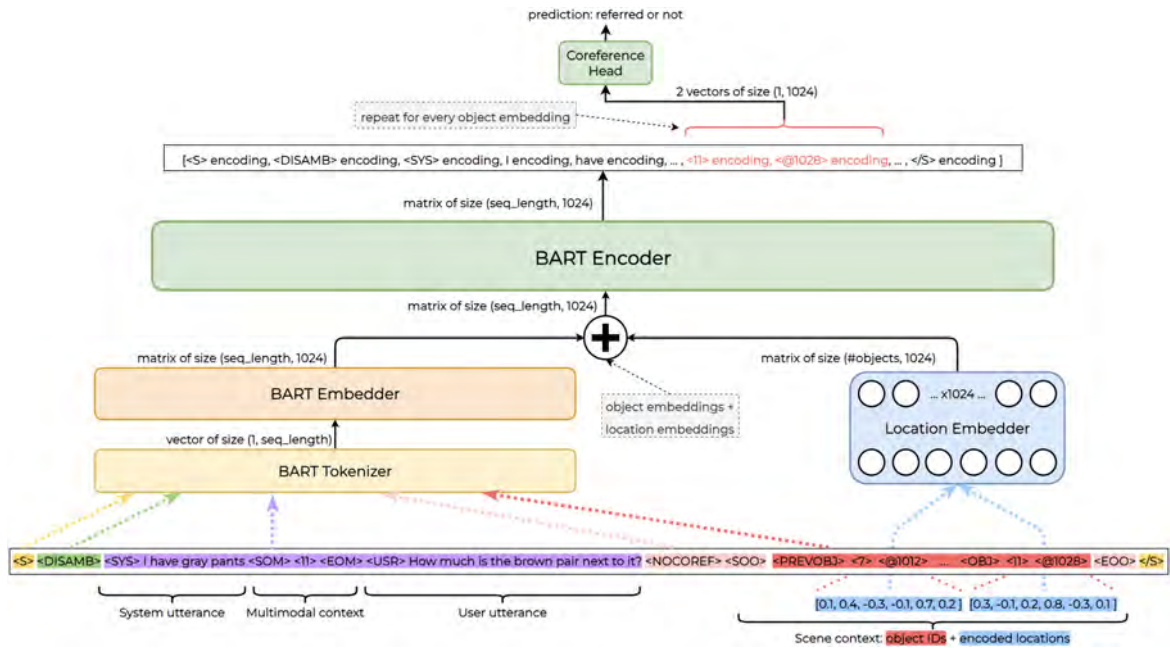 prediction: referred or not
Coreference
Head
2 vectors of size (1, 1024)
repeat for every object embedding
[<S> encoding, <DISAMB> encoding, <SYS> encoding, I encoding, have encoding, ... , <11> encoding, <@1028> encoding, ... , </S> encoding ]
matrix of size (seq_length, 1024)
BART Encoder
matrix of size (seq_length, 1024)
+
matrix of size (seq_length, 1024)
matrix of size (#objects, 1024)
BART Embedder
object embeddings +
location embeddings
... x1024 ...
Location Embedder
vector of size (1, seq_length)
BART Tokenizer
<S> <DISAMB> <SYS> I have gray pants <SOM> <11> <EOM> <USR> How much is the brown pair next to it? <NOCOREF> <SOO> <PREVOBJ> <7> <@1012> .... <OBJ> <11> <@1028> <EOO> </S>
[0.1, 0.4, -0.3, -0.1, 0.7, 0.2 ] [0.3, -0.1, 0.2, 0.8, -0.3, 0.1 ]
System utterance
Multimodal context
User utterance
Scene context: object IDs + encoded locations